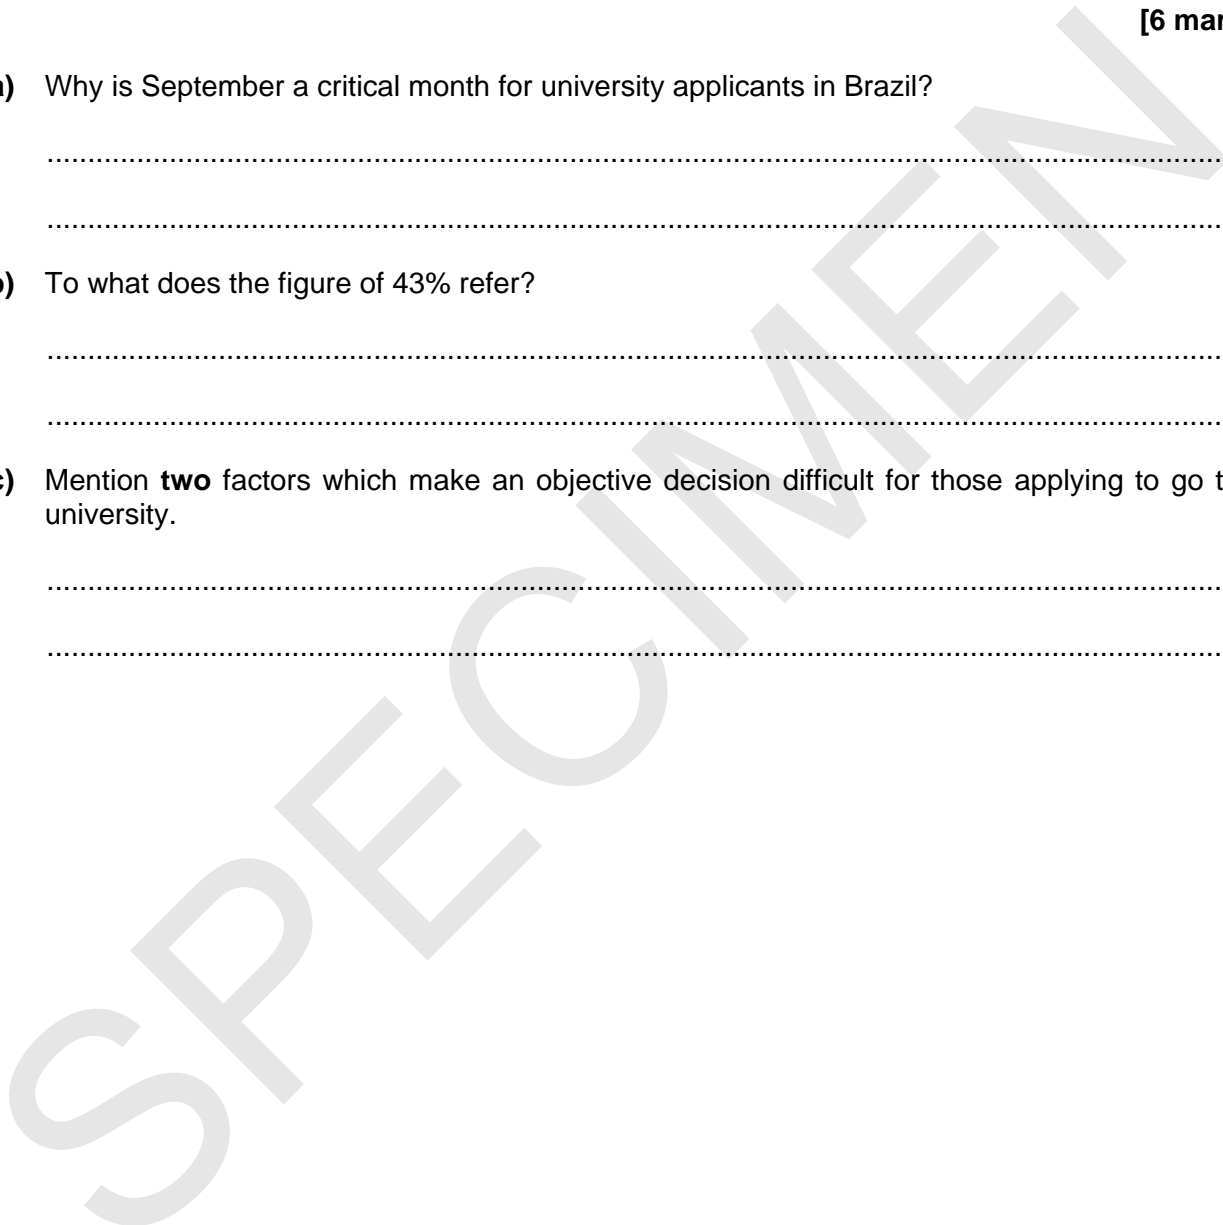 [6 mar
a) Why is September a critical month for university applicants in Brazil?
................................................................................
................................................................................
b) To what does the figure of 43% refer?
................................................................................
................................................................................
c) Mention two factors which make an objective decision difficult for those applying to go t
university.
................................................................................
................................................................................
SPECIMEN